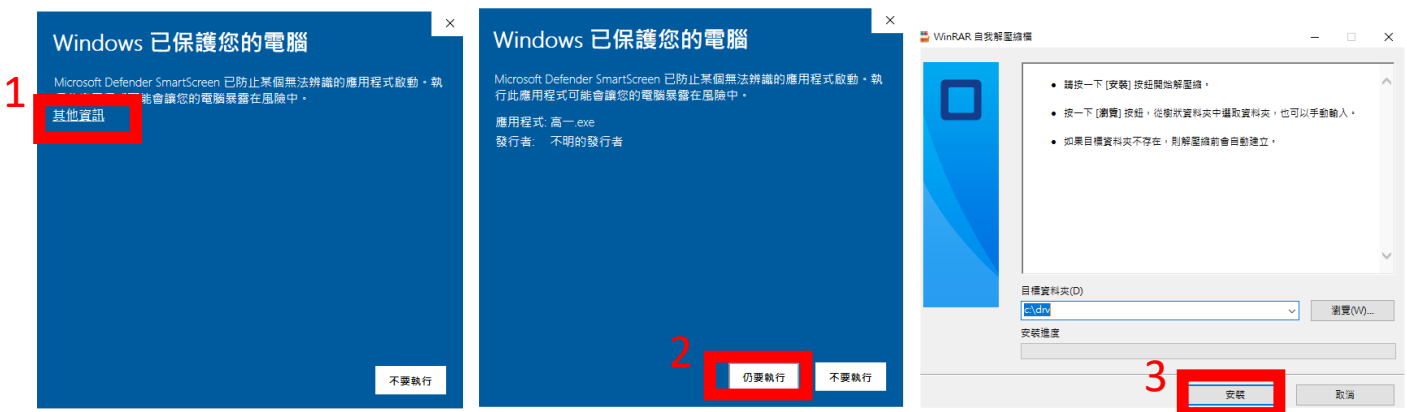 1
Windows 已保護您的電腦
Microsoft Defender SmartScreen 已防止某個無法辨識的應用程式啟動。執
能會讓您的電腦暴露在風險中。
其他資訊
不要執行
Windows 已保護您的電腦
Microsoft Defender SmartScreen 已防止某個無法辨識的應用程式啟動。執
行此應用程式可能會讓您的電腦暴露在風險中。
應用程式: 高一.exe
發行者: 不明的發行者
2
仍要執行
不要執行
WinRAR 自我解壓縮檔
• 請按一下 [安裝] 按鈕開始解壓縮。
• 按一下 [瀏覽] 按鈕,從樹狀資料夾中選取資料夾,也可以手動輸入。
• 如果目標資料夾不存在,則解壓縮前會自動建立。
目標資料夾(D)
c:\drv
瀏覽(W)...
安裝進度
3
安裝
取消